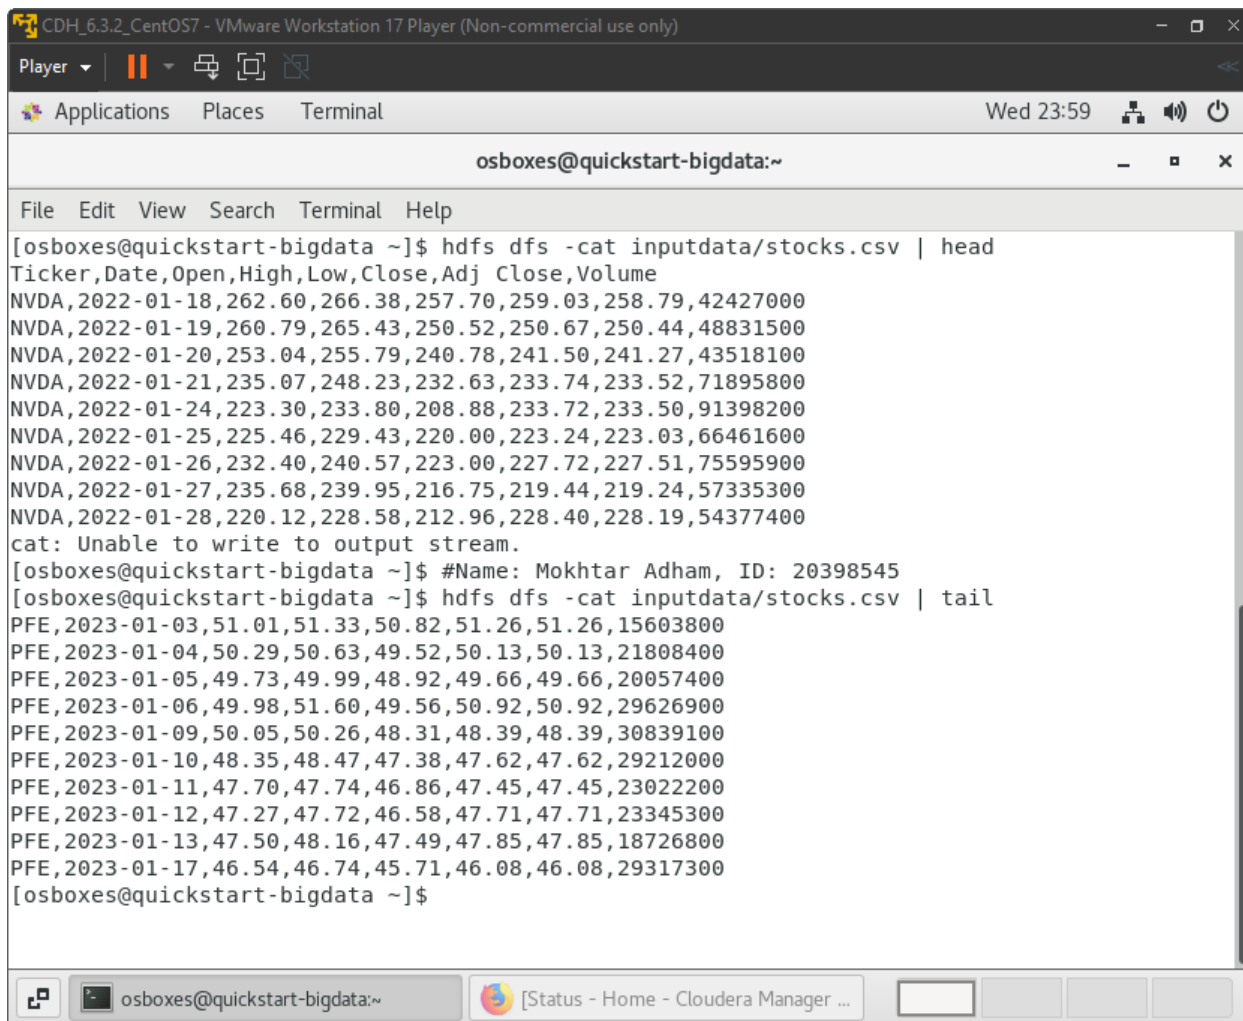 CDH_6.3.2_CentOS7 - VMware Workstation 17 Player (Non-commercial use only)
Player
Applications Places Terminal Wed 23:59
osboxes@quickstart-bigdata:~
File Edit View Search Terminal Help
[osboxes@quickstart-bigdata ~]$ hdfs dfs -cat inputdata/stocks.csv | head
Ticker,Date,Open,High,Low,Close,Adj Close,Volume
NVDA,2022-01-18,262.60,266.38,257.70,259.03,258.79,42427000
NVDA,2022-01-19,260.79,265.43,250.52,250.67,250.44,48831500
NVDA,2022-01-20,253.04,255.79,240.78,241.50,241.27,43518100
NVDA,2022-01-21,235.07,248.23,232.63,233.74,233.52,71895800
NVDA,2022-01-24,223.30,233.80,208.88,233.72,233.50,91398200
NVDA,2022-01-25,225.46,229.43,220.00,223.24,223.03,66461600
NVDA,2022-01-26,232.40,240.57,223.00,227.72,227.51,75595900
NVDA,2022-01-27,235.68,239.95,216.75,219.44,219.24,57335300
NVDA,2022-01-28,220.12,228.58,212.96,228.40,228.19,54377400
cat: Unable to write to output stream.
[osboxes@quickstart-bigdata ~]$ #Name: Mokhtar Adham, ID: 20398545
[osboxes@quickstart-bigdata ~]$ hdfs dfs -cat inputdata/stocks.csv | tail
PFE,2023-01-03,51.01,51.33,50.82,51.26,51.26,15603800
PFE,2023-01-04,50.29,50.63,49.52,50.13,50.13,21808400
PFE,2023-01-05,49.73,49.99,48.92,49.66,49.66,20057400
PFE,2023-01-06,49.98,51.60,49.56,50.92,50.92,29626900
PFE,2023-01-09,50.05,50.26,48.31,48.39,48.39,30839100
PFE,2023-01-10,48.35,48.47,47.38,47.62,47.62,29212000
PFE,2023-01-11,47.70,47.74,46.86,47.45,47.45,23022200
PFE,2023-01-12,47.27,47.72,46.58,47.71,47.71,23345300
PFE,2023-01-13,47.50,48.16,47.49,47.85,47.85,18726800
PFE,2023-01-17,46.54,46.74,45.71,46.08,46.08,29317300
[osboxes@quickstart-bigdata ~]$
osboxes@quickstart-bigdata:~ [Status - Home - Cloudera Manager ...